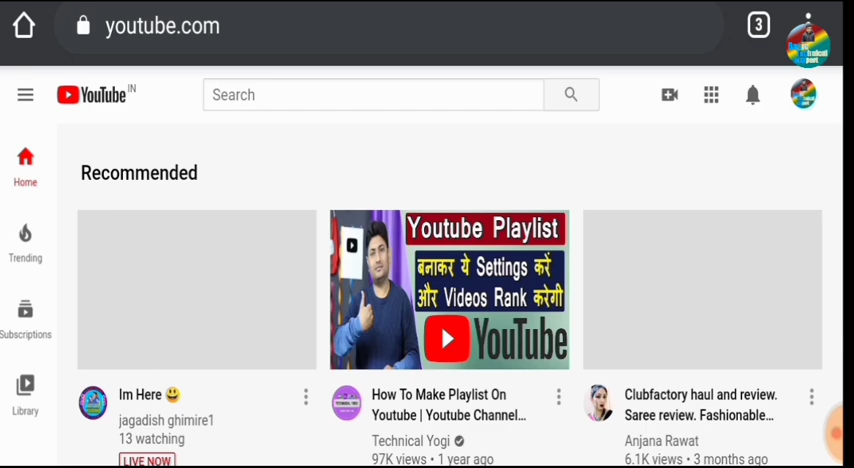 youtube.com
3
YouTube IN
Search
Home
Recommended
Trending
Subscriptions
Library
Youtube Playlist
बनाकर ये Settings करें
और Videos Rank करेगी
YouTube
Im Here 😃
jagadish ghimire1
13 watching
LIVE NOW
How To Make Playlist On
Youtube | Youtube Channel...
Technical Yogi
97K views • 1 year ago
Clubfactory haul and review.
Saree review. Fashionable...
Anjana Rawat
6.1K views • 3 months ago